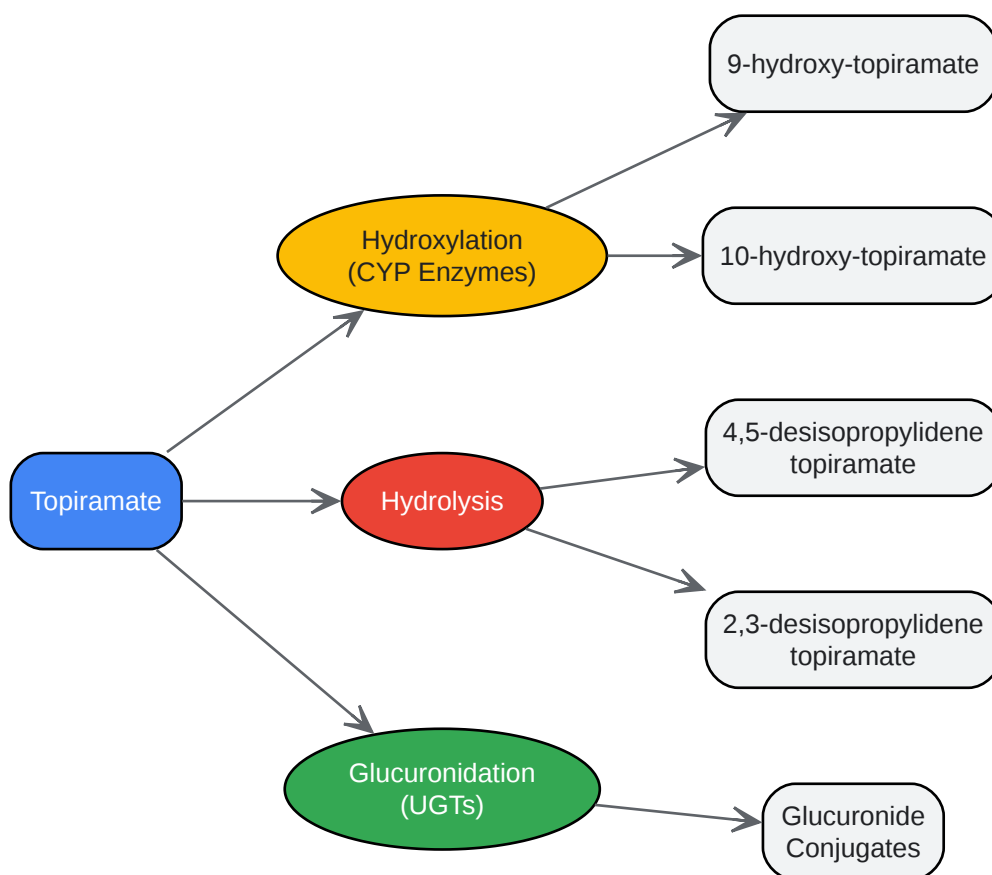 9-hydroxy-topiramate
Hydroxylation
(CYP Enzymes)
10-hydroxy-topiramate
4,5-desisopropylidene
topiramate
Topiramate
Hydrolysis
2,3-desisopropylidene
topiramate
Glucuronidation
(UGTs)
Glucuronide
Conjugates